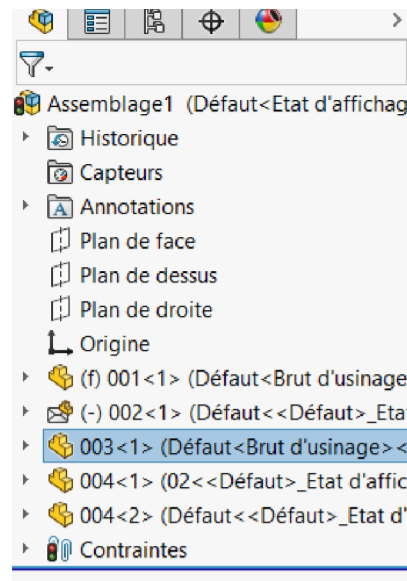 Assemblage1 (Défaut<Etat d'affichag
Historique
Capteurs
Annotations
Plan de face
Plan de dessus
Plan de droite
Origine
(f) 001<1> (Défaut<Brut d'usinage
(-) 002<1> (Défaut<<Défaut>_Eta
003<1> (Défaut<Brut d'usinage><
004<1> (02<<Défaut>_Etat d'affic
004<2> (Défaut<<Défaut>_Etat d'
Contraintes